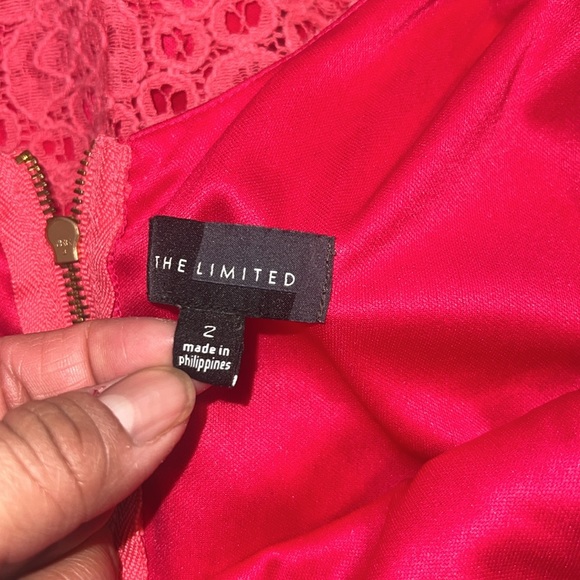 THE LIMITED
2
made in
philippines